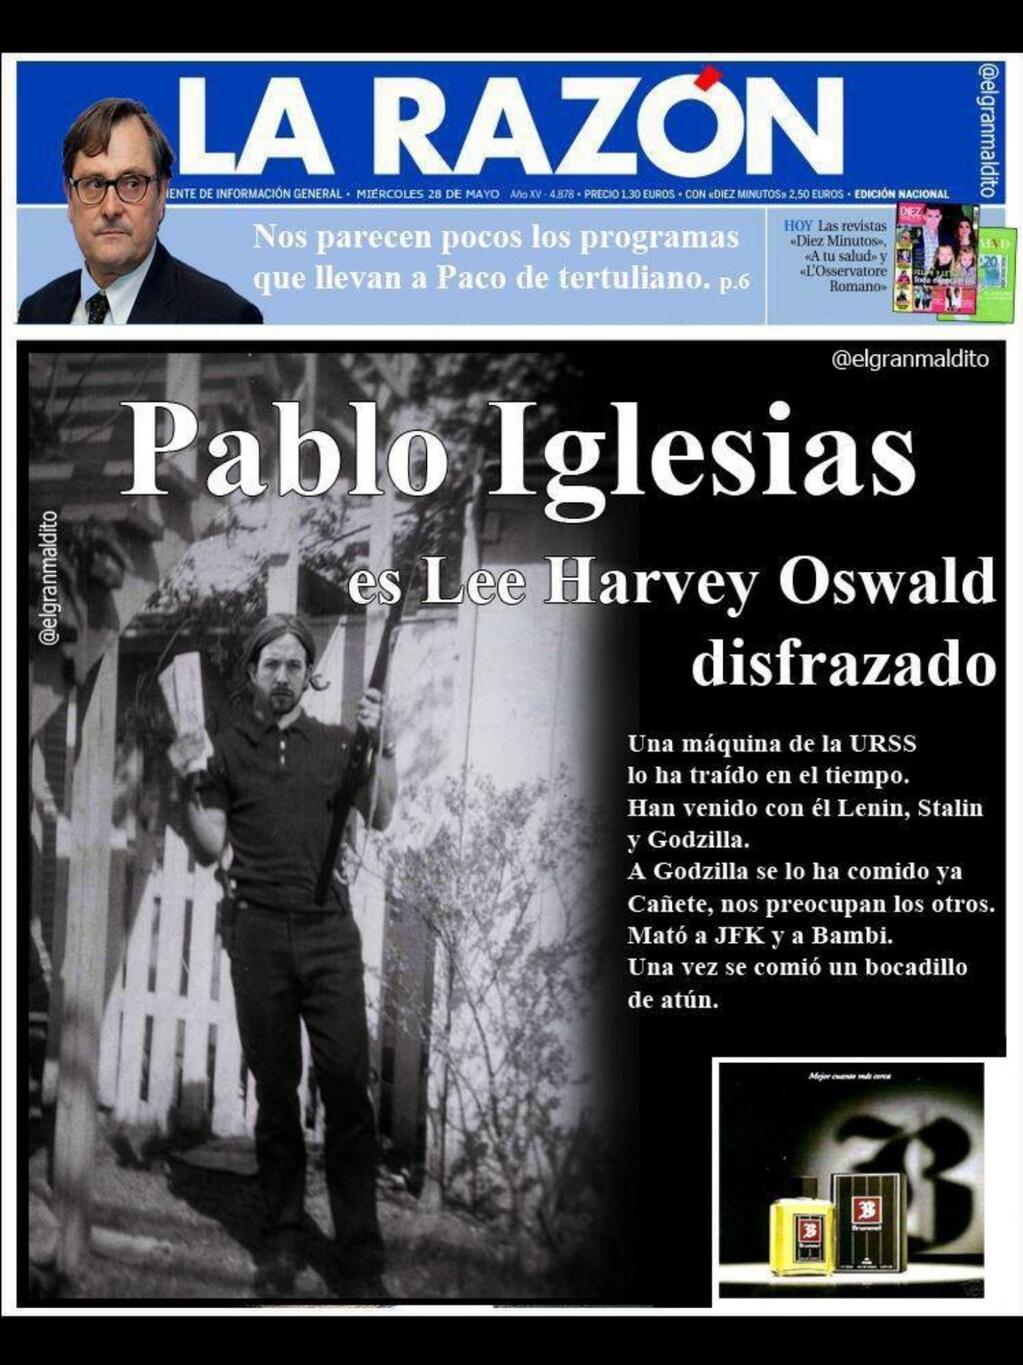 LA RAZÓN
@elgranmaldito
IENTE DE INFORMACIÓN GENERAL • MIÉRCOLES 28 DE MAYO Año XV - 4.878 • PRECIO 1,30 EUROS • CON «DIEZ MINUTOS» 2,50 EUROS • EDICIÓN NACIONAL
Nos parecen pocos los programas
que llevan a Paco de tertuliano. p.6
HOY Las revistas
«Diez Minutos»,
«A tu salud» y
«L'Osservatore
Romano»
DIEZ
@elgranmaldito
Pablo Iglesias
es Lee Harvey Oswald
disfrazado
@elgranmaldito
Una máquina de la URSS
lo ha traído en el tiempo.
Han venido con él Lenin, Stalin
y Godzilla.
A Godzilla se lo ha comido ya
Cañete, nos preocupan los otros.
Mató a JFK y a Bambi.
Una vez se comió un bocadillo
de atún.
Mejor cuanto más cerca
B
B
Brummel
B
Brummel